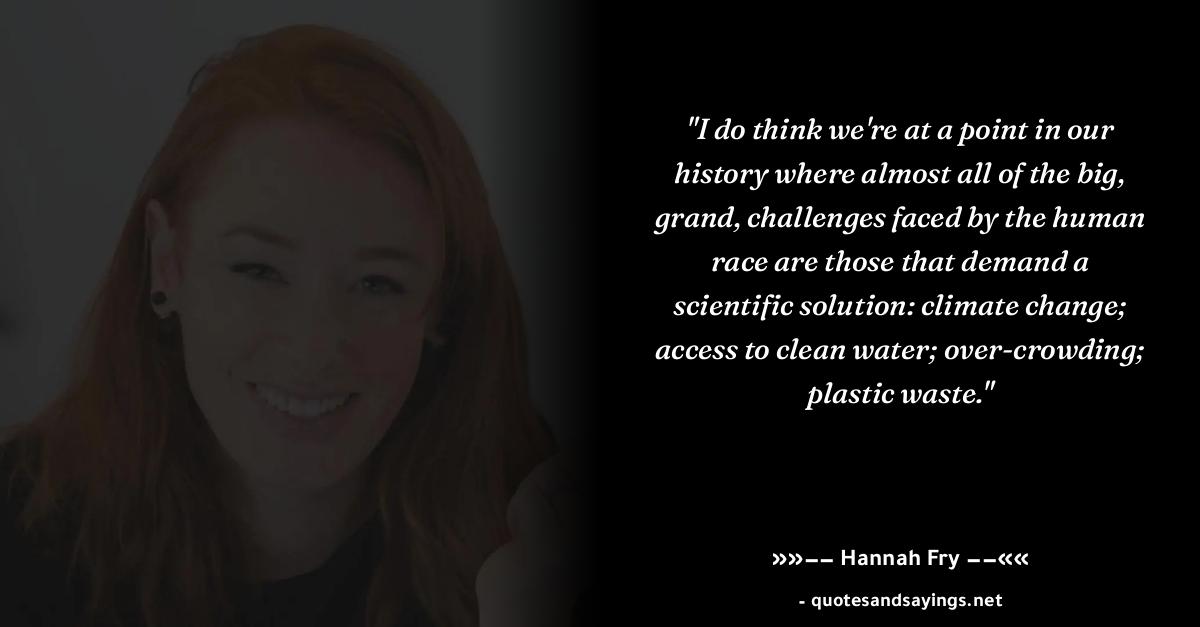 "I do think we're at a point in our
history where almost all of the big,
grand, challenges faced by the human
race are those that demand a
scientific solution: climate change;
access to clean water; over-crowding;
plastic waste."
»»−− Hannah Fry −−««
- quotesandsayings.net